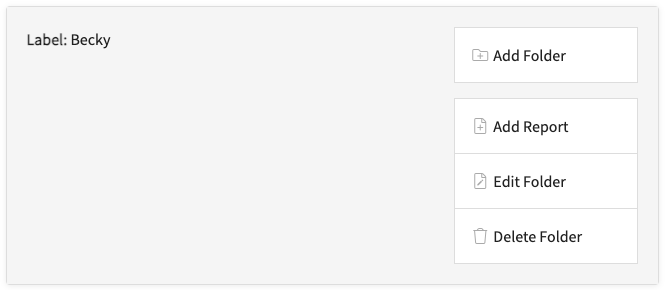 Label: Becky
Add Folder
Add Report
Edit Folder
Delete Folder